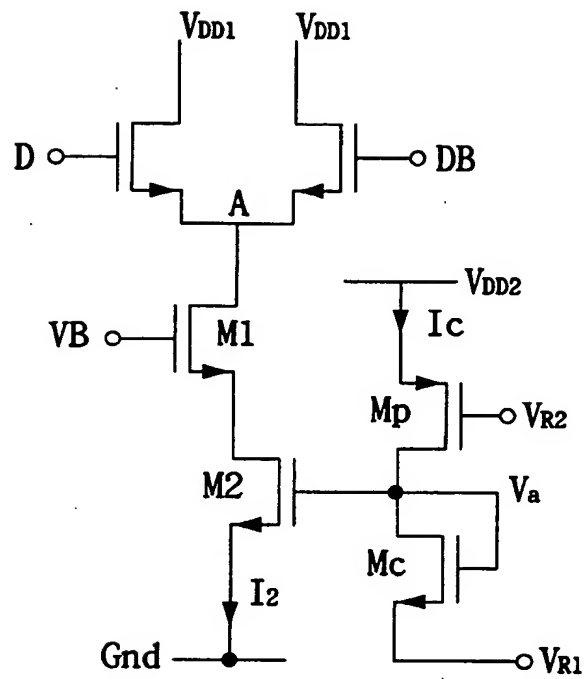 VDD1 VDD1
D DB
A
VDD2
VB M1 Ic
Mp VR2
M2 Va
Mc
I2
Gnd VR1